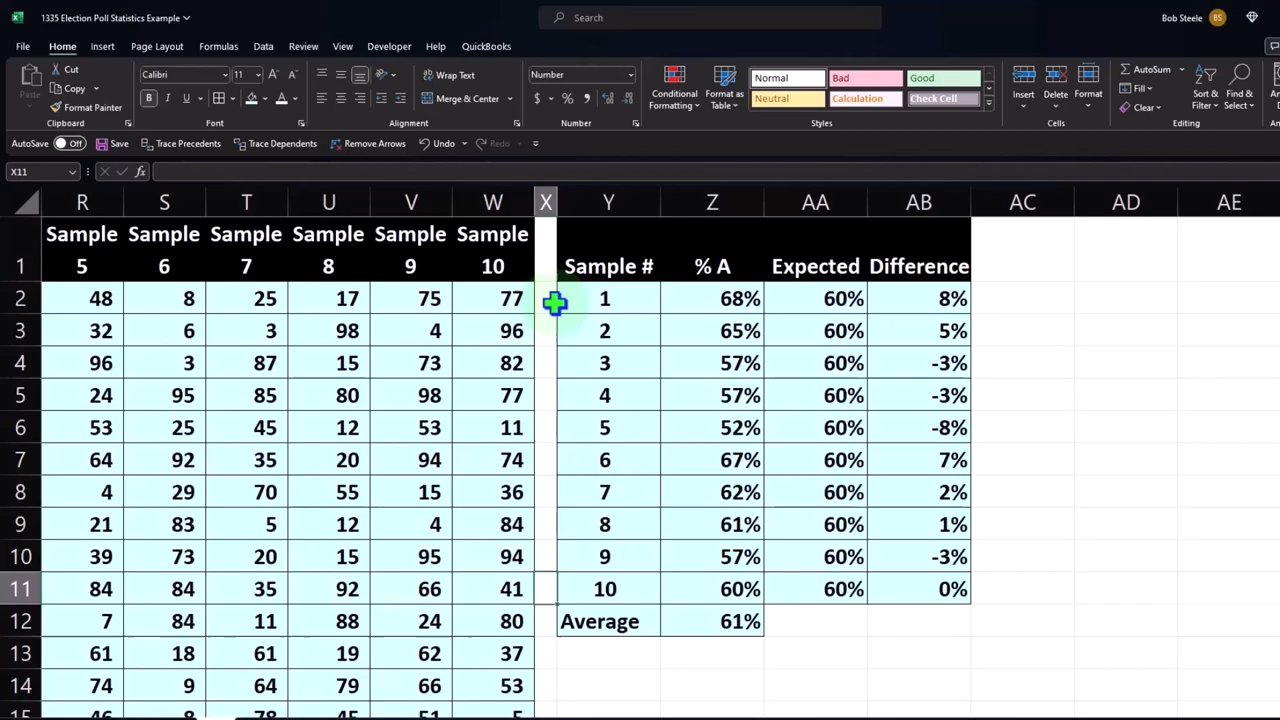 1335 Election Poll Statistics Example
Search
Bob Steele BS
File Home Insert Page Layout Formulas Data Review View Developer Help QuickBooks
Paste
Cut
Copy
Format Painter
Clipboard
Calibri 11
B I U
Font
Wrap Text
Merge & Center
Alignment
Number
$ %
Number
Conditional Formatting
Format as Table
Normal Bad Good
Neutral Calculation Check Cell
Styles
Insert Delete Format
Cells
AutoSum
Fill
Clear
Sort & Filter
Find & Select
Editing
AutoSave Off Save Trace Precedents Trace Dependents Remove Arrows Undo Redo
X11 fx
R S T U V W X Y Z AA AB AC AD AE
Sample Sample Sample Sample Sample Sample
1 5 6 7 8 9 10 Sample # % A Expected Difference
2 48 8 25 17 75 77 1 68% 60% 8%
3 32 6 3 98 4 96 2 65% 60% 5%
4 96 3 87 15 73 82 3 57% 60% -3%
5 24 95 85 80 98 77 4 57% 60% -3%
6 53 25 45 12 53 11 5 52% 60% -8%
7 64 92 35 20 94 74 6 67% 60% 7%
8 4 29 70 55 15 36 7 62% 60% 2%
9 21 83 5 12 4 84 8 61% 60% 1%
10 39 73 20 15 95 94 9 57% 60% -3%
11 84 84 35 92 66 41 10 60% 60% 0%
12 7 84 11 88 24 80 Average 61%
13 61 18 61 19 62 37
14 74 9 64 79 66 53
15 46 8 78 45 51 5